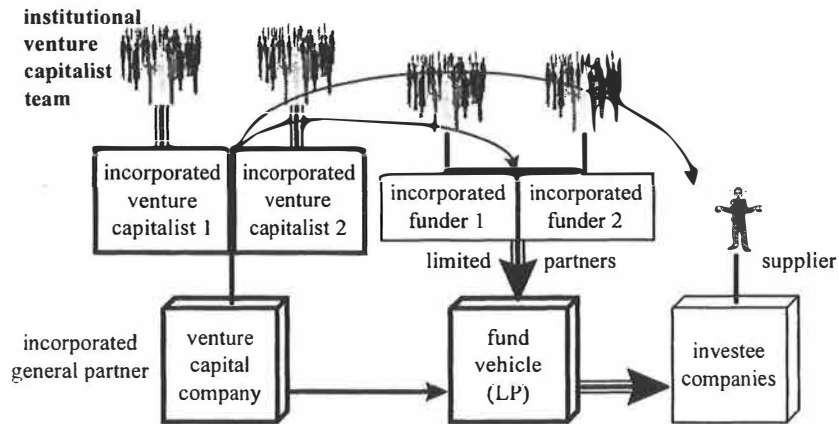 institutional
venture
capitalist
team
incorporated
venture
capitalist 1
incorporated
venture
capitalist 2
incorporated
funder 1
incorporated
funder 2
limited
partners
supplier
incorporated
general partner
venture
capital
company
fund
vehicle
(LP)
investee
companies